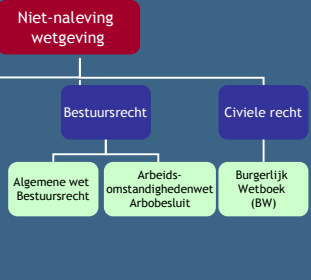 Niet-naleving
wetgeving
Bestuursrecht
Civiele recht
Algemene wet
Bestuursrecht
Arbeids-
omstandighedenwet
Arbobesluit
Burgerlijk
Wetboek
(BW)